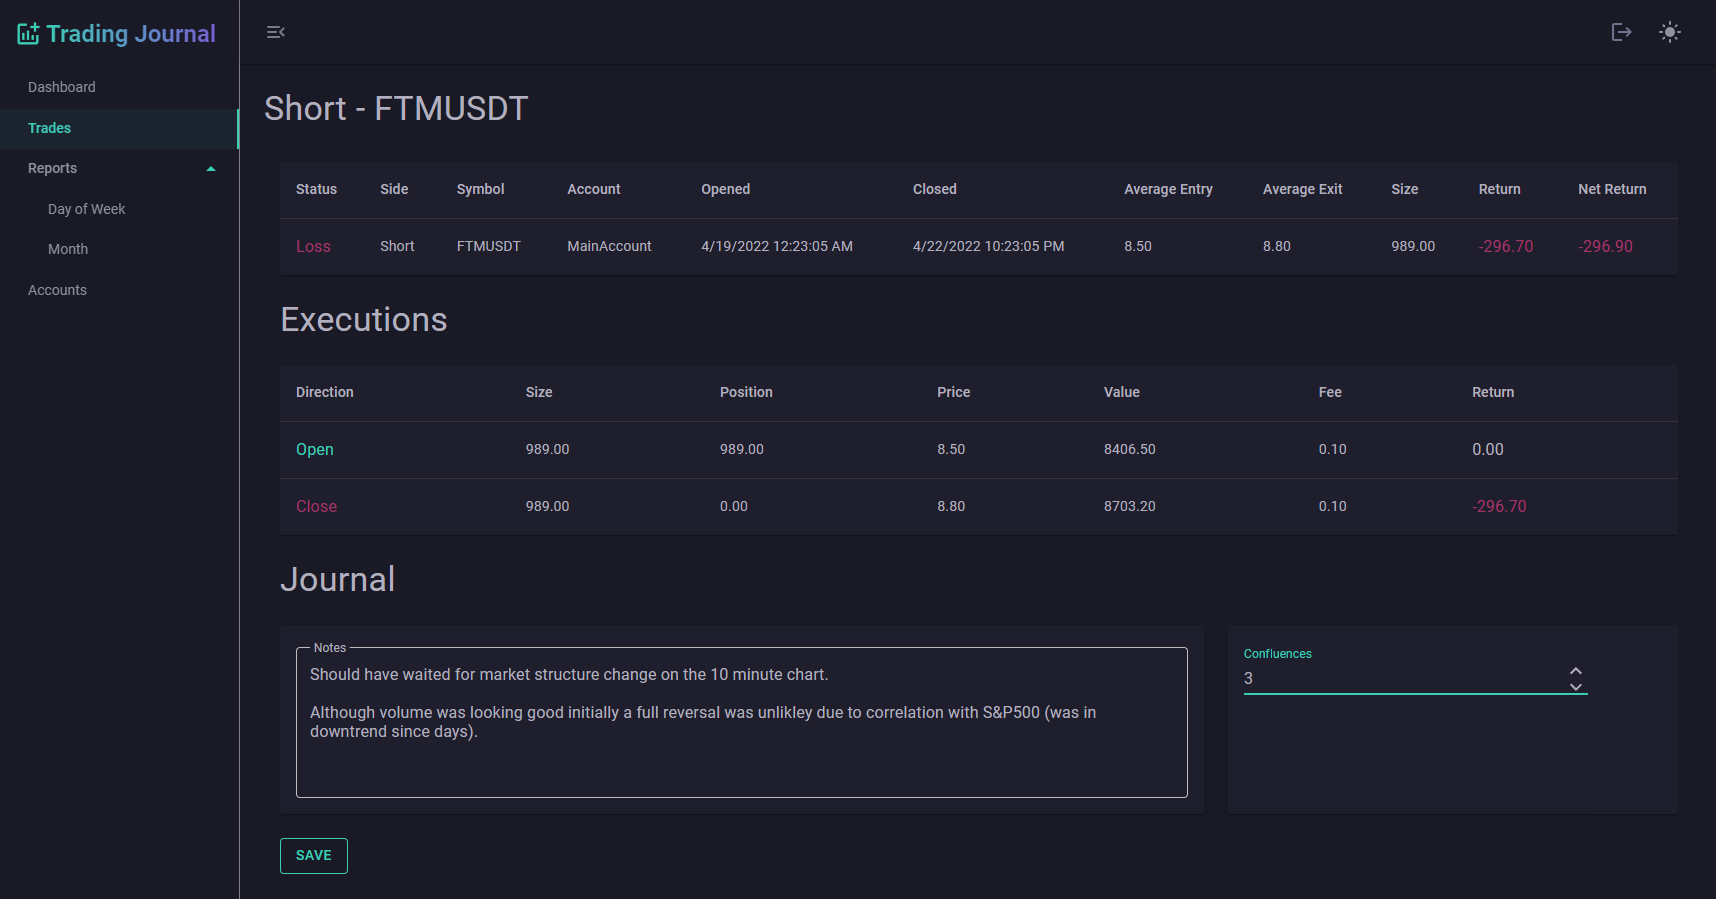 Trading Journal
Dashboard
Trades
Reports
Day of Week
Month
Accounts
Short - FTMUSDT
Status Side Symbol Account Opened Closed Average Entry Average Exit Size Return Net Return
Loss Short FTMUSDT MainAccount 4/19/2022 12:23:05 AM 4/22/2022 10:23:05 PM 8.50 8.80 989.00 -296.70 -296.90
Executions
Direction Size Position Price Value Fee Return
Open 989.00 989.00 8.50 8406.50 0.10 0.00
Close 989.00 0.00 8.80 8703.20 0.10 -296.70
Journal
Notes
Should have waited for market structure change on the 10 minute chart.
Although volume was looking good initially a full reversal was unlikley due to correlation with S&P500 (was in
downtrend since days).
Confluences
3
SAVE